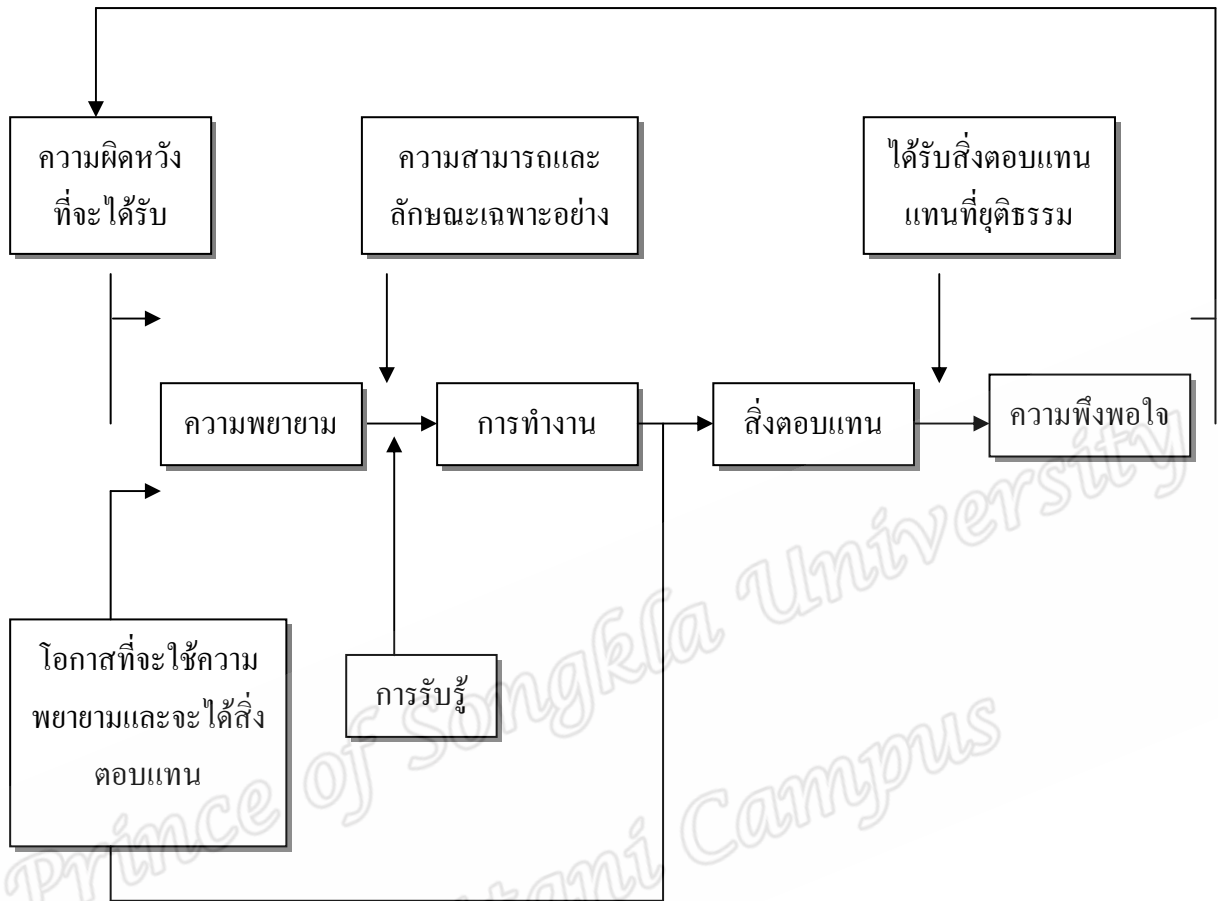 ความผิดหวัง
ที่จะได้รับ
ความสามารถและ
ลักษณะเฉพาะอย่าง
ได้รับสิ่งตอบแทน
แทนที่ยุติธรรม
ความพยายาม
การทำงาน
สิ่งตอบแทน
ความพึงพอใจ
โอกาสที่จะใช้ความ
พยายามและจะได้สิ่ง
ตอบแทน
การรับรู้
Prince of Songkla University
Pattani Campus